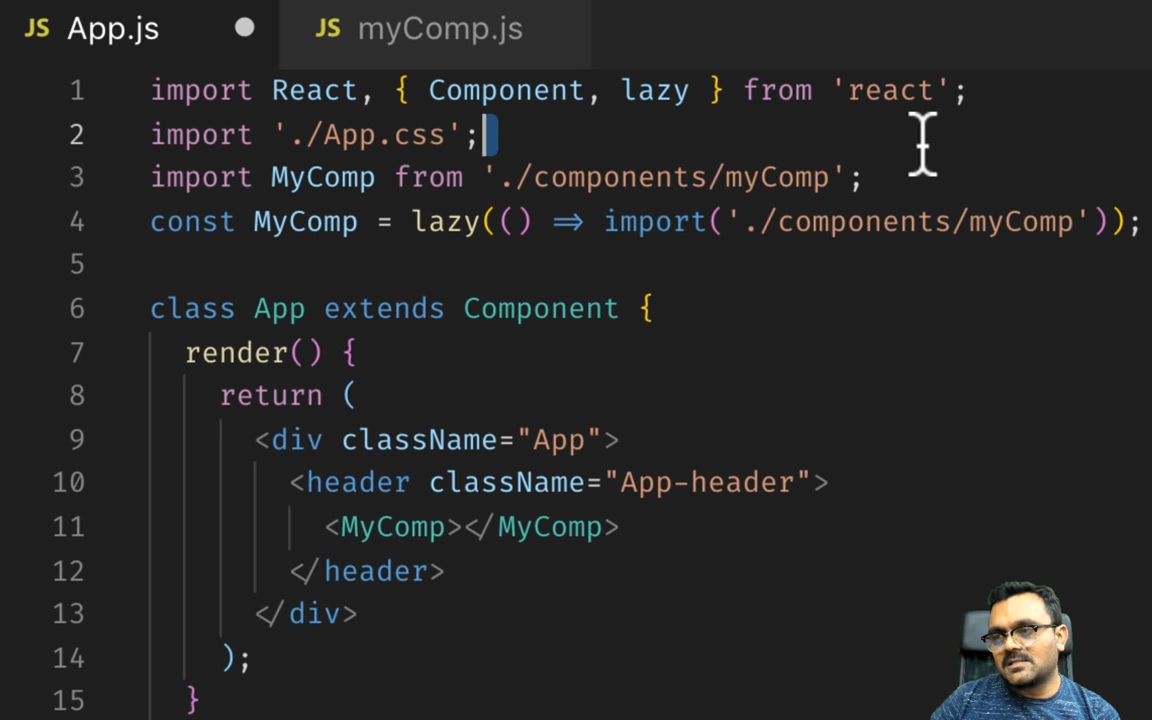 JS App.js JS myComp.js
1 import React, { Component, lazy } from 'react';
2 import './App.css';
3 import MyComp from './components/myComp';
4 const MyComp = lazy(() => import('./components/myComp'));
5
6 class App extends Component {
7 render() {
8 return (
9 <div className="App">
10 <header className="App-header">
11 <MyComp></MyComp>
12 </header>
13 </div>
14 );
15 }